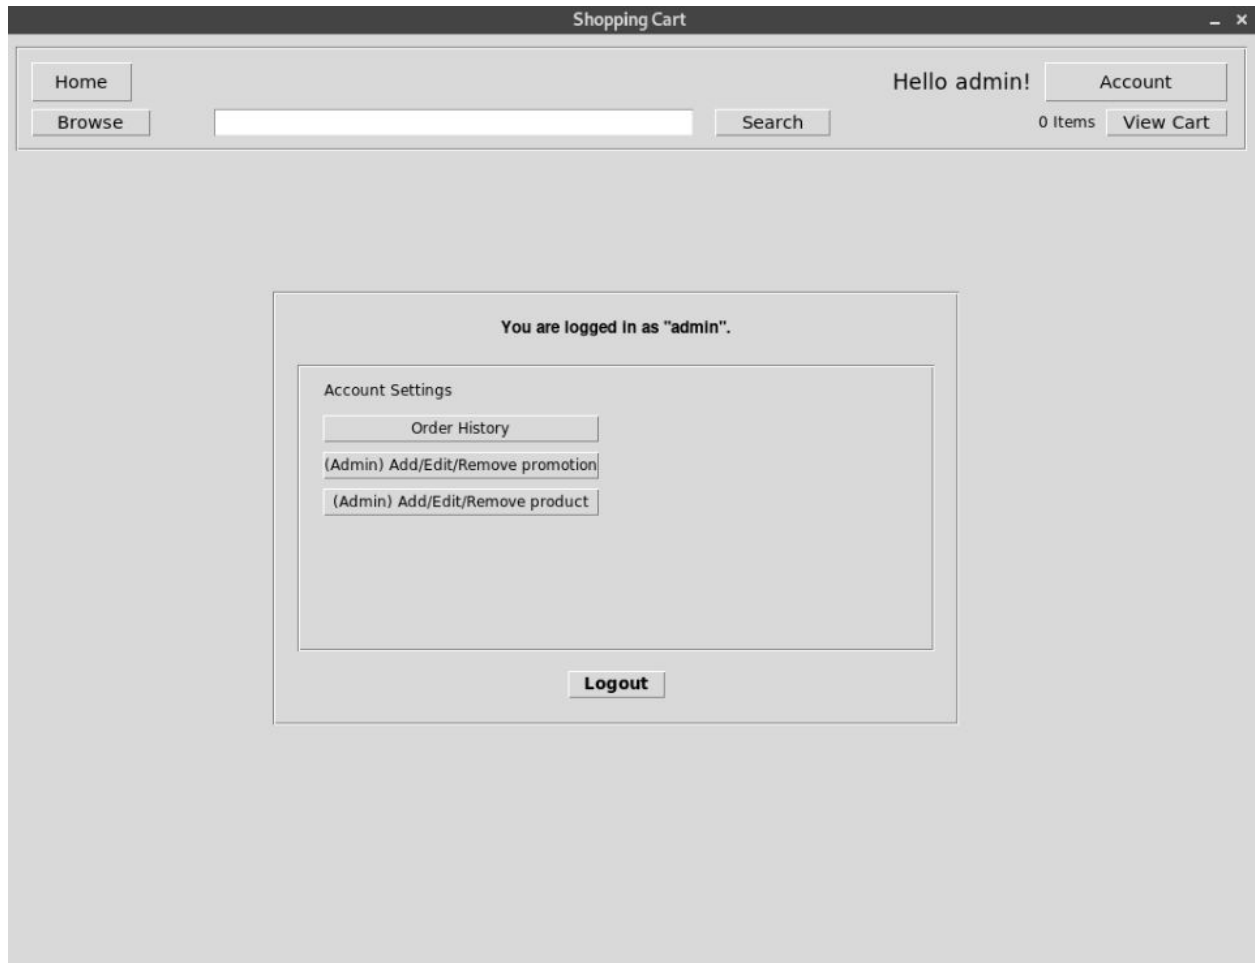 Shopping Cart
Home
Hello admin!
Account
Browse
Search
0 Items
View Cart
You are logged in as "admin".
Account Settings
Order History
(Admin) Add/Edit/Remove promotion
(Admin) Add/Edit/Remove product
Logout